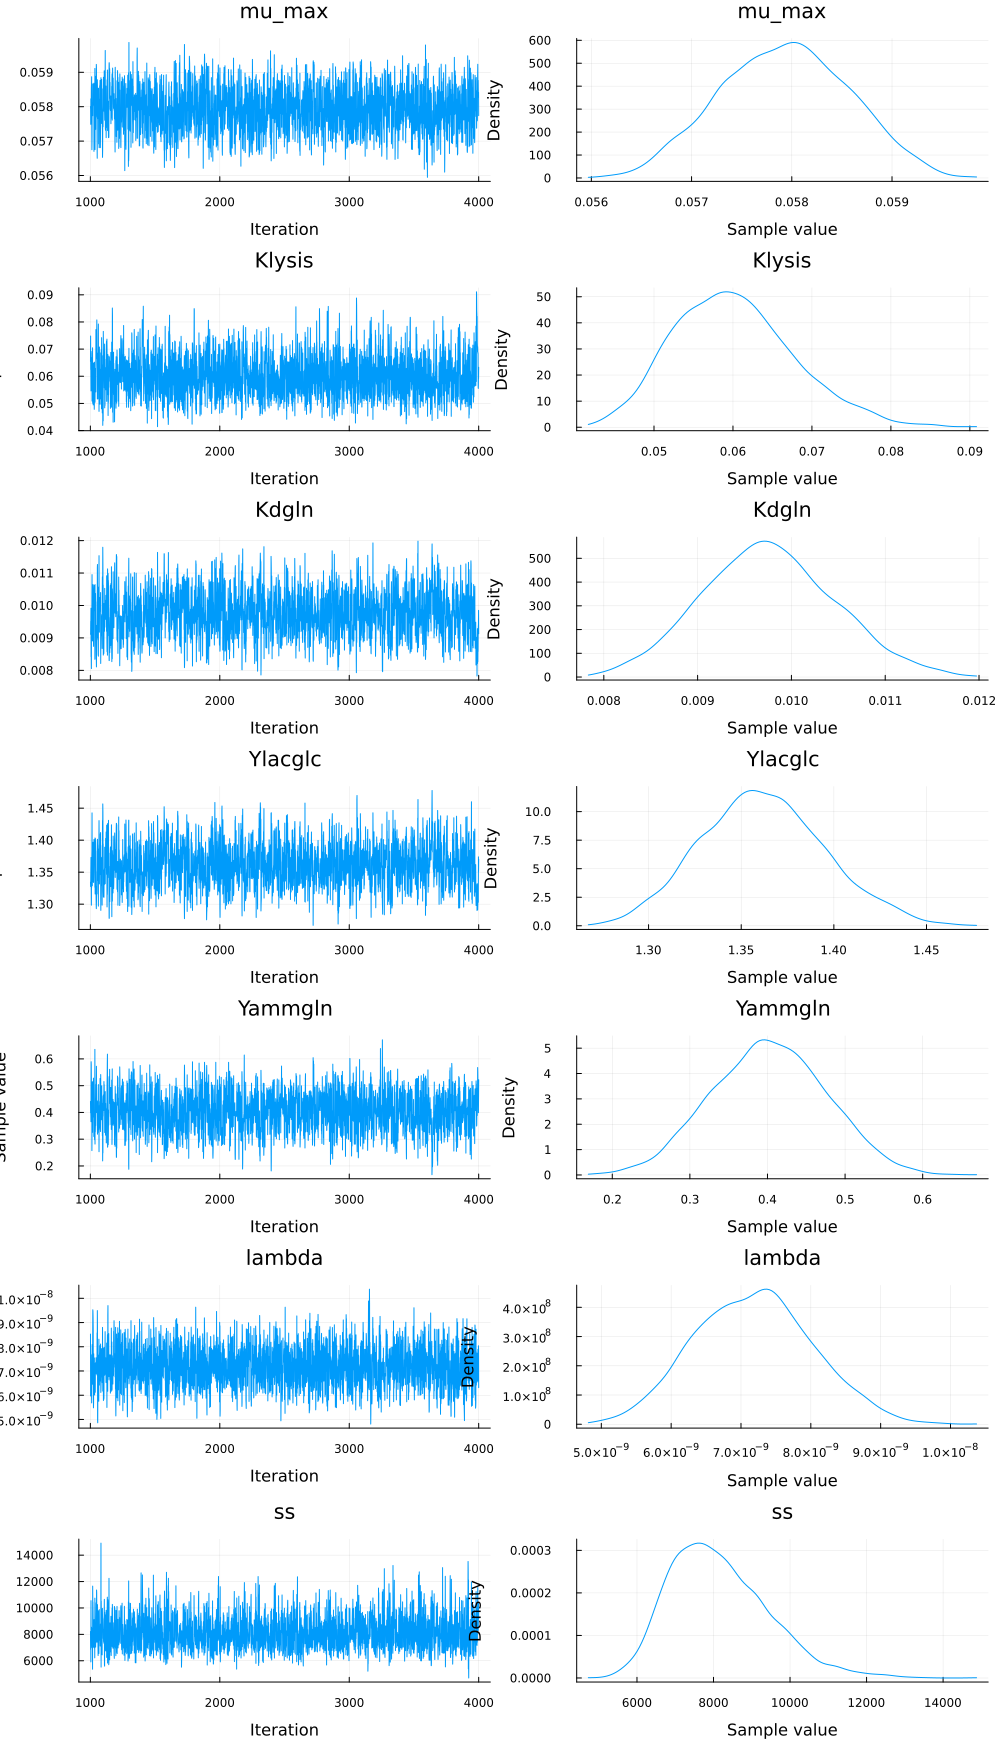 mu_max mu_max
0.059
0.058
0.057
0.056
1000 2000 3000 4000
Iteration
Density
600
500
400
300
200
100
0
0.056 0.057 0.058 0.059
Sample value
Klysis Klysis
0.09
0.08
0.07
0.06
0.05
0.04
1000 2000 3000 4000
Iteration
Density
50
40
30
20
10
0
0.05 0.06 0.07 0.08 0.09
Sample value
Kdgln Kdgln
0.012
0.011
0.010
0.009
0.008
1000 2000 3000 4000
Iteration
Density
500
400
300
200
100
0
0.008 0.009 0.010 0.011 0.012
Sample value
Ylacglc Ylacglc
1.45
1.40
1.35
1.30
1000 2000 3000 4000
Iteration
Density
10.0
7.5
5.0
2.5
0.0
1.30 1.35 1.40 1.45
Sample value
Yammgln Yammgln
Sample value
0.6
0.5
0.4
0.3
0.2
1000 2000 3000 4000
Iteration
Density
5
4
3
2
1
0
0.2 0.3 0.4 0.5 0.6
Sample value
lambda lambda
1.0×10⁻⁸
9.0×10⁻⁹
8.0×10⁻⁹
7.0×10⁻⁹
6.0×10⁻⁹
5.0×10⁻⁹
1000 2000 3000 4000
Iteration
Density
4.0×10⁸
3.0×10⁸
2.0×10⁸
1.0×10⁸
0
5.0×10⁻⁹ 6.0×10⁻⁹ 7.0×10⁻⁹ 8.0×10⁻⁹ 9.0×10⁻⁹ 1.0×10⁻⁸
Sample value
ss ss
14000
12000
10000
8000
6000
1000 2000 3000 4000
Iteration
Density
0.0003
0.0002
0.0001
0.0000
6000 8000 10000 12000 14000
Sample value